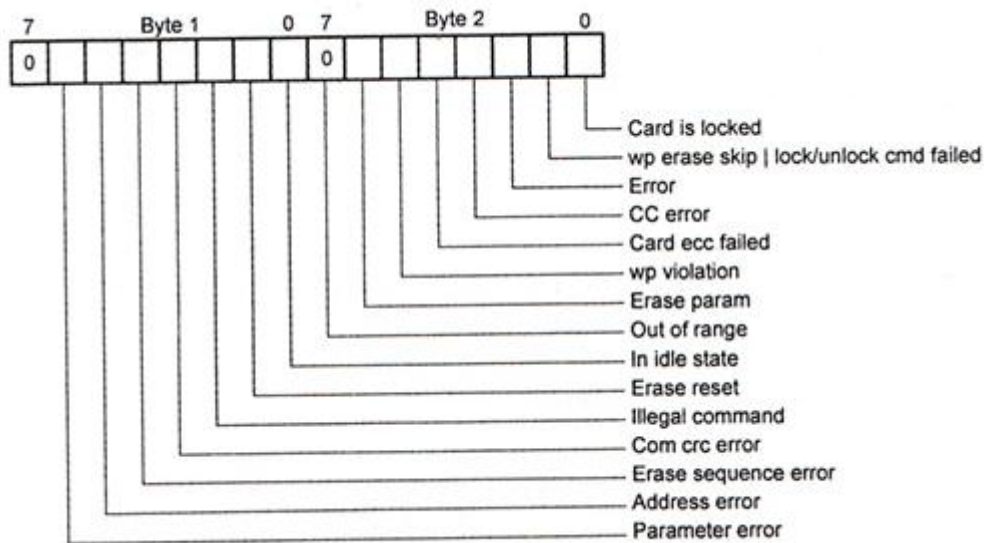 7 Byte 1 0 7 Byte 2 0
0 0
Card is locked
wp erase skip | lock/unlock cmd failed
Error
CC error
Card ecc failed
wp violation
Erase param
Out of range
In idle state
Erase reset
Illegal command
Com crc error
Erase sequence error
Address error
Parameter error